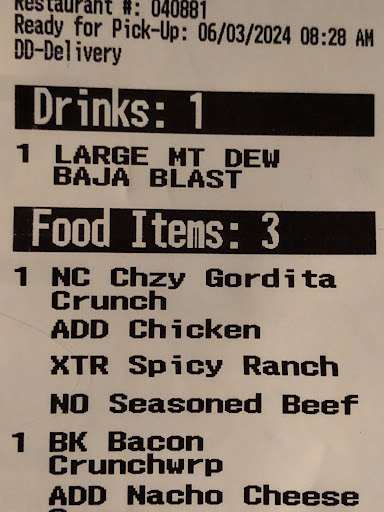 Restaurant #: 040881
Ready for Pick-Up: 06/03/2024 08:28 AM
DD-Delivery
Drinks: 1
1 LARGE MT DEW
BAJA BLAST
Food Items: 3
1 NC Chzy Gordita
Crunch
ADD Chicken
XTR Spicy Ranch
NO Seasoned Beef
1 BK Bacon
Crunchwrp
ADD Nacho Cheese